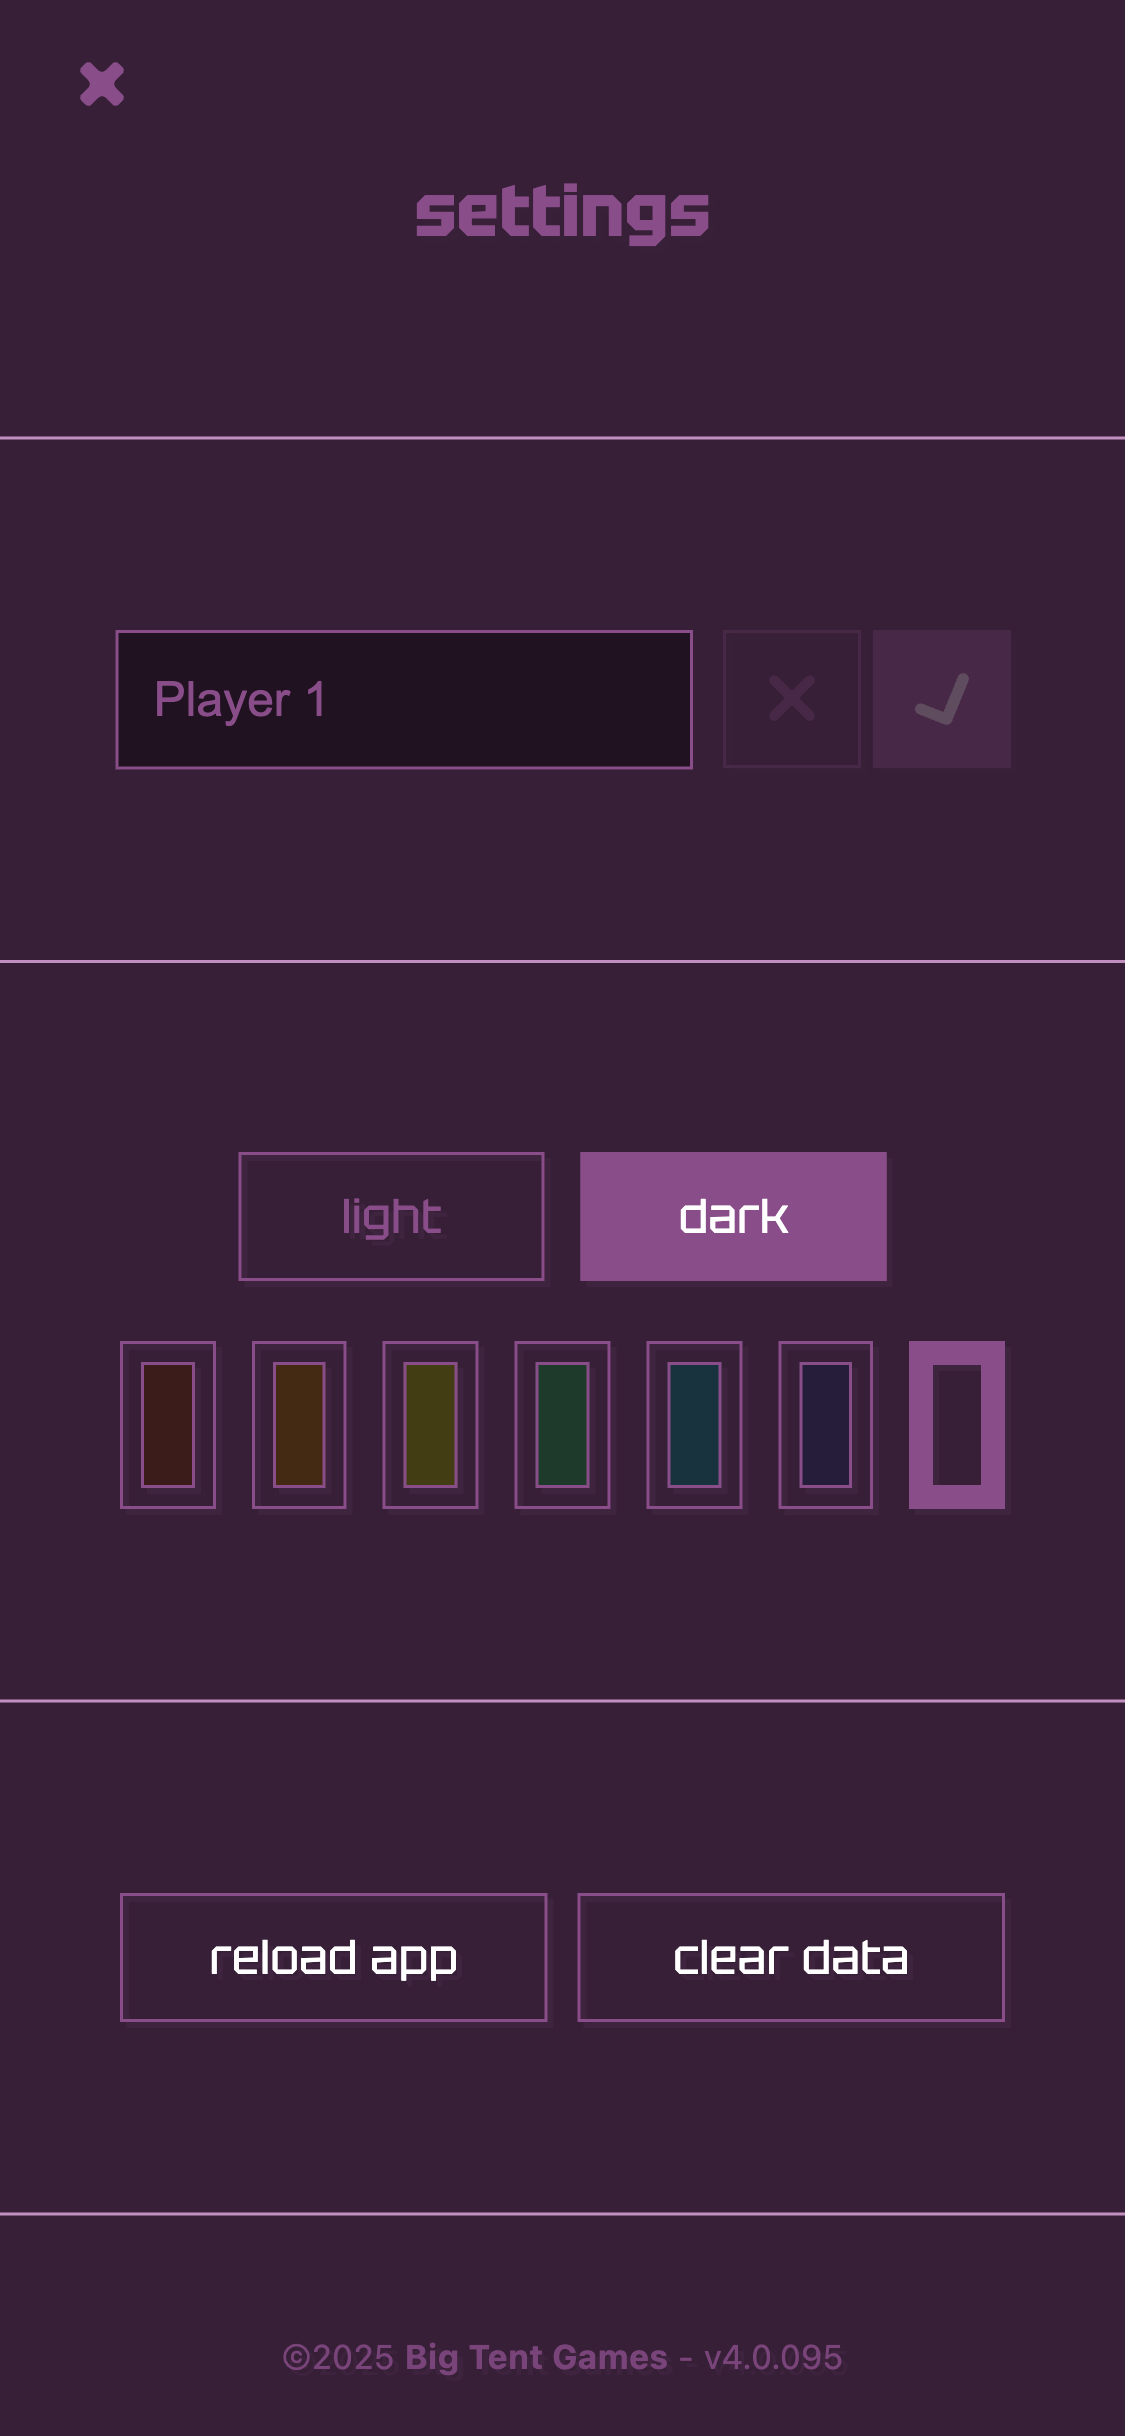 settings
Player 1
light
dark
reload app
clear data
©2025 Big Tent Games - v4.0.095